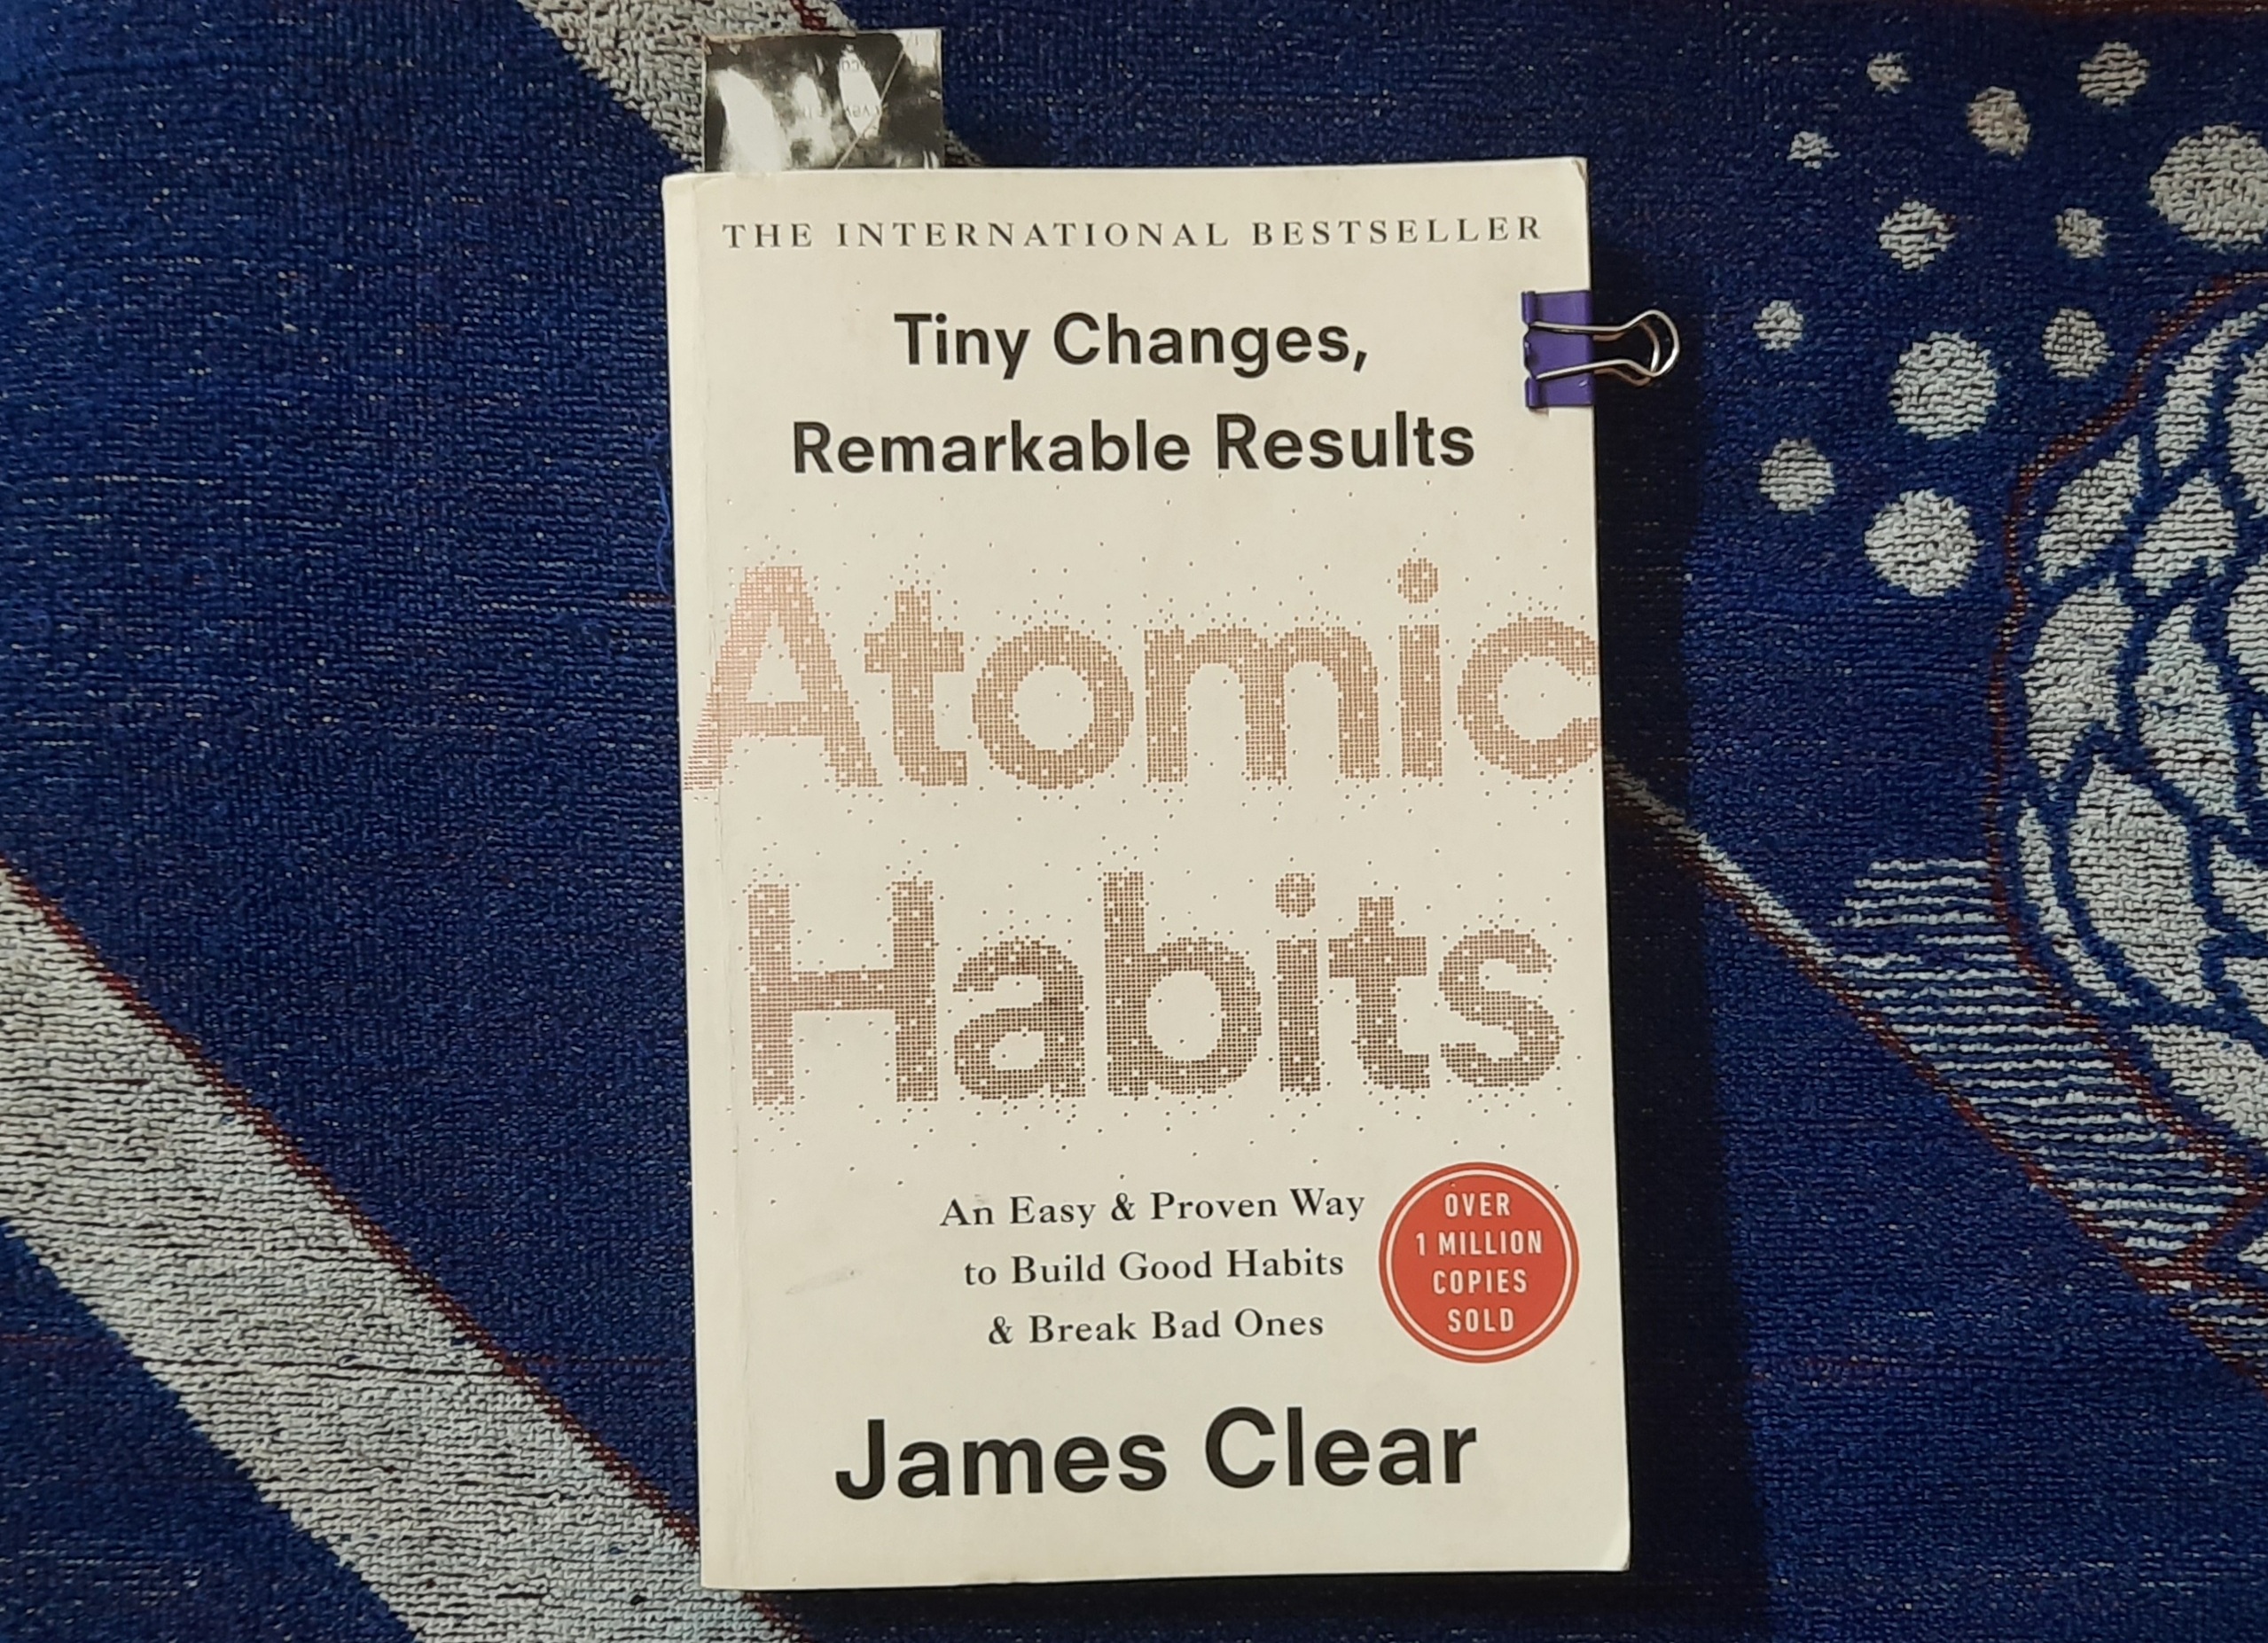 THE INTERNATIONAL BESTSELLER
Tiny Changes,
Remarkable Results
Atomic
Habits
An Easy & Proven Way
to Build Good Habits
& Break Bad Ones
OVER
1 MILLION
COPIES
SOLD
James Clear